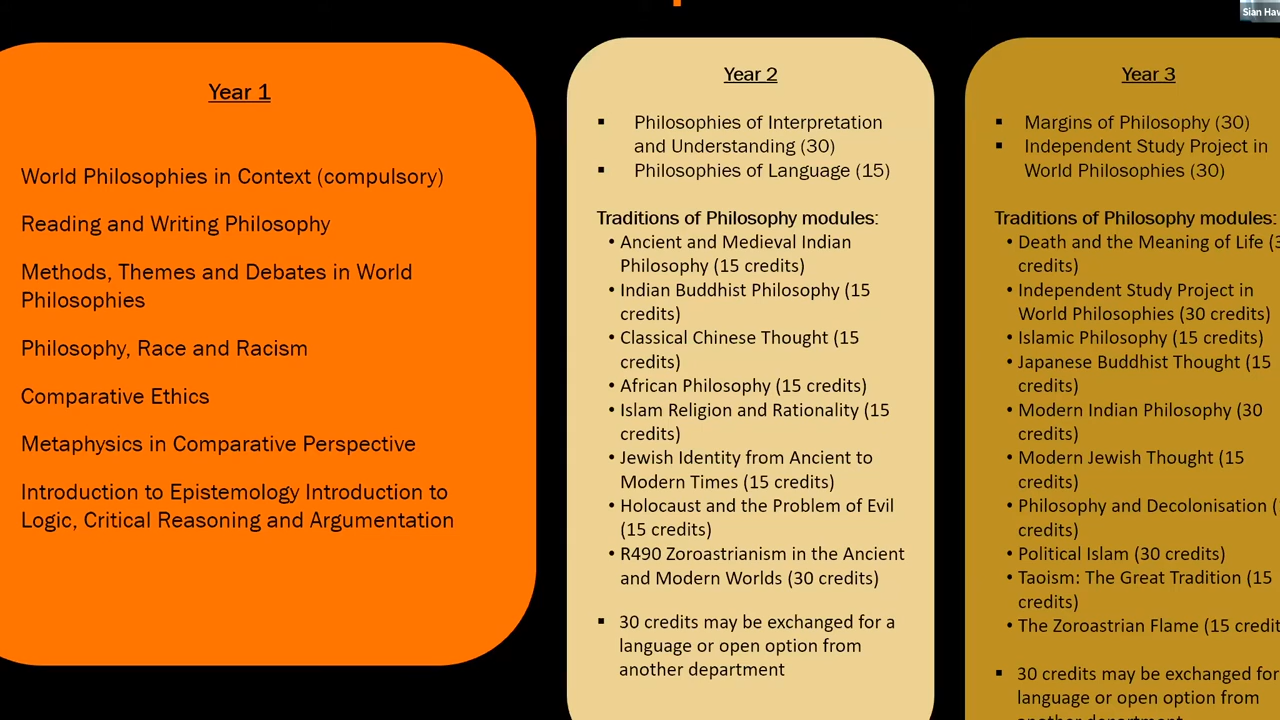 Sian Hav
Year 1
World Philosophies in Context (compulsory)
Reading and Writing Philosophy
Methods, Themes and Debates in World
Philosophies
Philosophy, Race and Racism
Comparative Ethics
Metaphysics in Comparative Perspective
Introduction to Epistemology Introduction to
Logic, Critical Reasoning and Argumentation
Year 2
▪ Philosophies of Interpretation
and Understanding (30)
▪ Philosophies of Language (15)
Traditions of Philosophy modules:
• Ancient and Medieval Indian
Philosophy (15 credits)
• Indian Buddhist Philosophy (15
credits)
• Classical Chinese Thought (15
credits)
• African Philosophy (15 credits)
• Islam Religion and Rationality (15
credits)
• Jewish Identity from Ancient to
Modern Times (15 credits)
• Holocaust and the Problem of Evil
(15 credits)
• R490 Zoroastrianism in the Ancient
and Modern Worlds (30 credits)
▪ 30 credits may be exchanged for a
language or open option from
another department
Year 3
▪ Margins of Philosophy (30)
▪ Independent Study Project in
World Philosophies (30)
Traditions of Philosophy modules:
• Death and the Meaning of Life (3
credits)
• Independent Study Project in
World Philosophies (30 credits)
• Islamic Philosophy (15 credits)
• Japanese Buddhist Thought (15
credits)
• Modern Indian Philosophy (30
credits)
• Modern Jewish Thought (15
credits)
• Philosophy and Decolonisation (
credits)
• Political Islam (30 credits)
• Taoism: The Great Tradition (15
credits)
• The Zoroastrian Flame (15 credit
▪ 30 credits may be exchanged for
language or open option from
another department